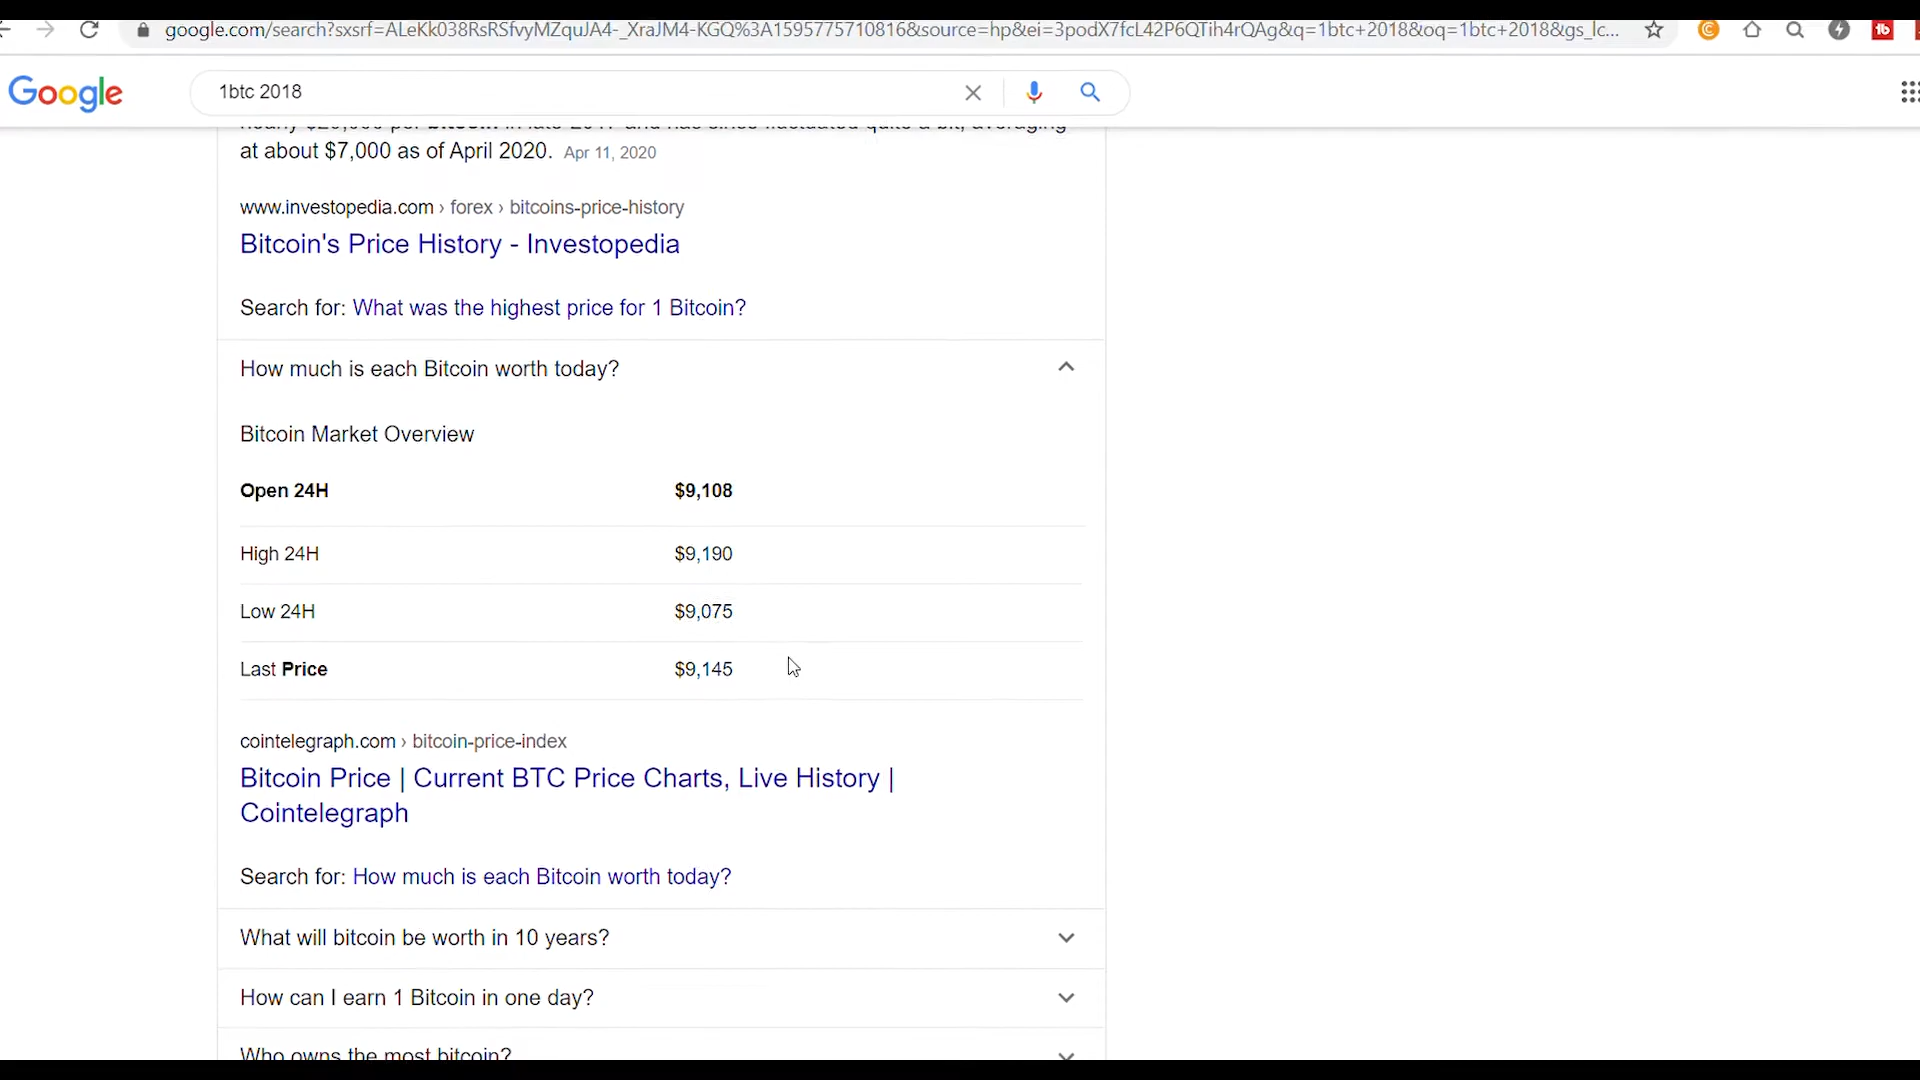 google.com/search?sxsrf=ALeKk038RsRSfvyMZquJA4-_XraJM4-KGQ%3A1595775710816&source=hp&ei=3podX7fcL42P6QTih4rQAg&q=1btc+2018&oq=1btc+2018&gs_lc...
Google
1btc 2018
at about $7,000 as of April 2020. Apr 11, 2020
www.investopedia.com › forex › bitcoins-price-history
Bitcoin's Price History - Investopedia
Search for: What was the highest price for 1 Bitcoin?
How much is each Bitcoin worth today?
Bitcoin Market Overview
Open 24H $9,108
High 24H $9,190
Low 24H $9,075
Last Price $9,145
cointelegraph.com › bitcoin-price-index
Bitcoin Price | Current BTC Price Charts, Live History |
Cointelegraph
Search for: How much is each Bitcoin worth today?
What will bitcoin be worth in 10 years?
How can I earn 1 Bitcoin in one day?
Who owns the most bitcoin?